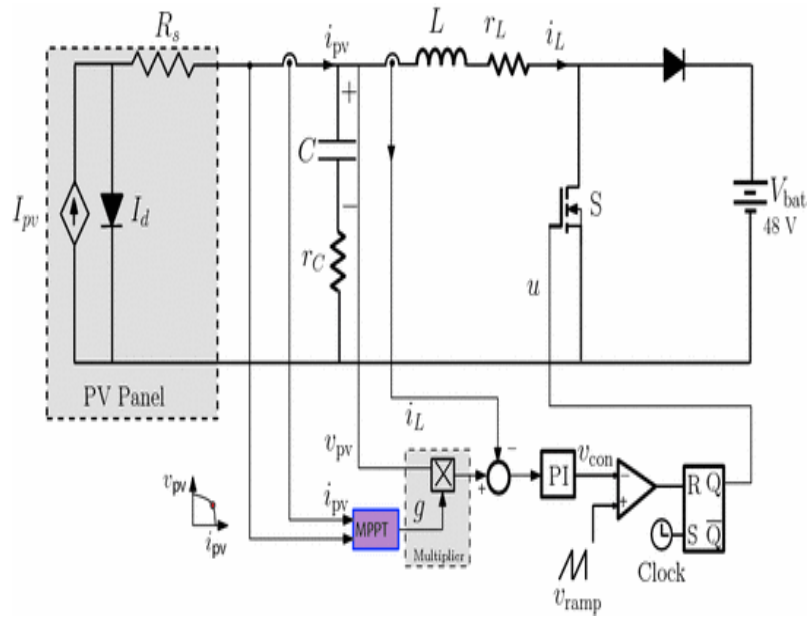 R_s
i_pv
L
r_L
i_L
+
C
−
r_C
I_pv
I_d
S
V_bat
48 V
u
PV Panel
i_L
v_pv
i_pv
v_pv
i_pv
MPPT
g
Multiplier
−
+
PI
v_con
−
+
R Q
S Q̅
Clock
v_ramp